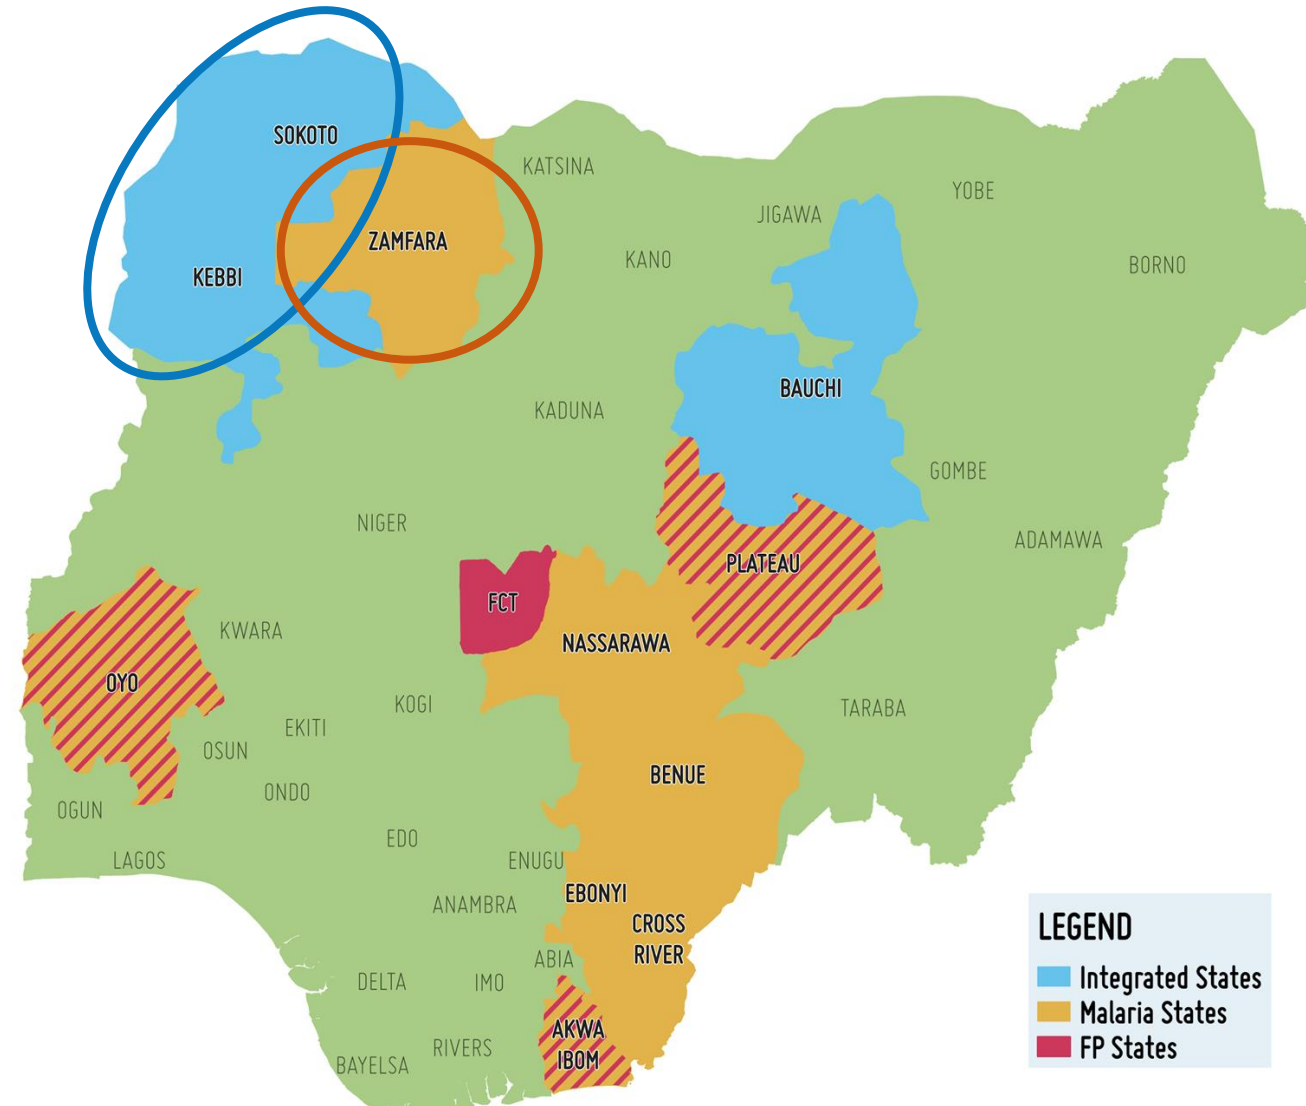 SOKOTO
KATSINA
YOBE
JIGAWA
ZAMFARA
KANO
BORNO
KEBBI
BAUCHI
KADUNA
GOMBE
NIGER
ADAMAWA
PLATEAU
FCT
KWARA
NASSARAWA
OYO
KOGI
TARABA
EKITI
OSUN
BENUE
ONDO
OGUN
EDO
LAGOS
ENUGU
EBONYI
ANAMBRA
CROSS
RIVER
ABIA
DELTA
IMO
AKWA
IBOM
RIVERS
BAYELSA
LEGEND
Integrated States
Malaria States
FP States